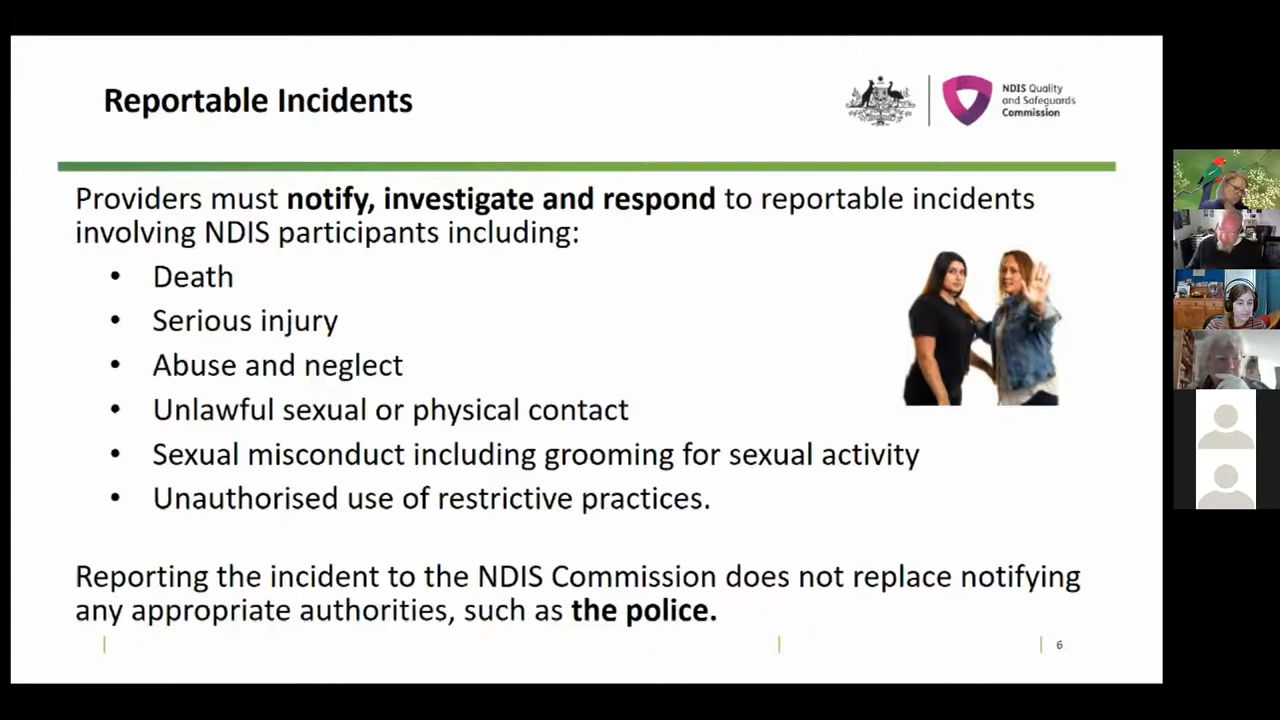 Reportable Incidents
NDIS Quality
and Safeguards
Commission
Providers must notify, investigate and respond to reportable incidents
involving NDIS participants including:
• Death
• Serious injury
• Abuse and neglect
• Unlawful sexual or physical contact
• Sexual misconduct including grooming for sexual activity
• Unauthorised use of restrictive practices.
Reporting the incident to the NDIS Commission does not replace notifying
any appropriate authorities, such as the police.
6